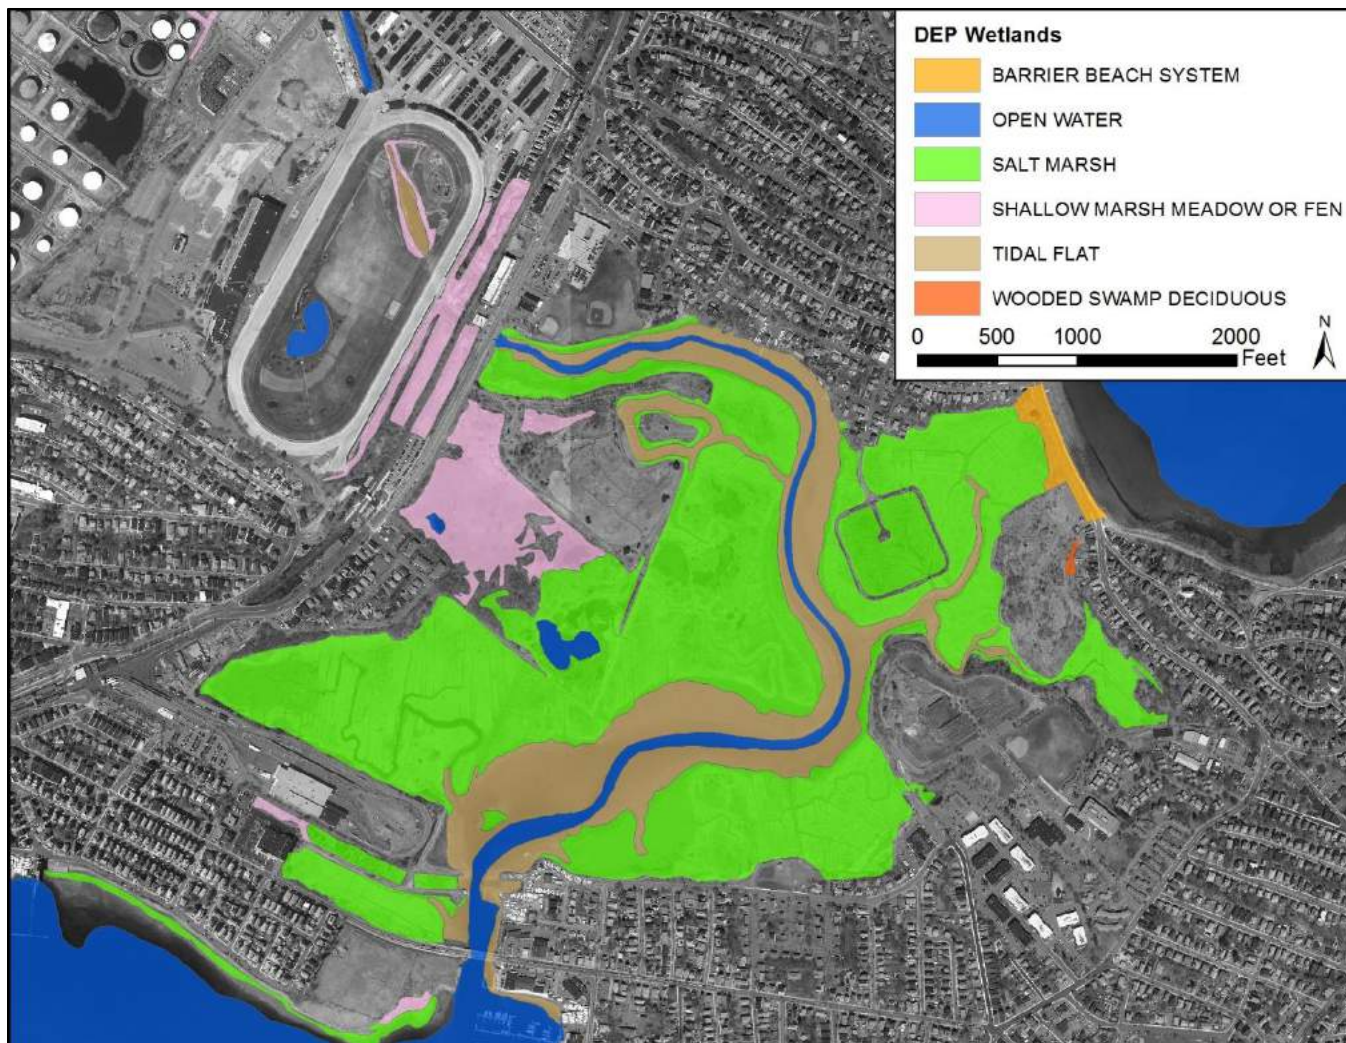 DEP Wetlands
BARRIER BEACH SYSTEM
OPEN WATER
SALT MARSH
SHALLOW MARSH MEADOW OR FEN
TIDAL FLAT
WOODED SWAMP DECIDUOUS
0 500 1000 2000
Feet
N